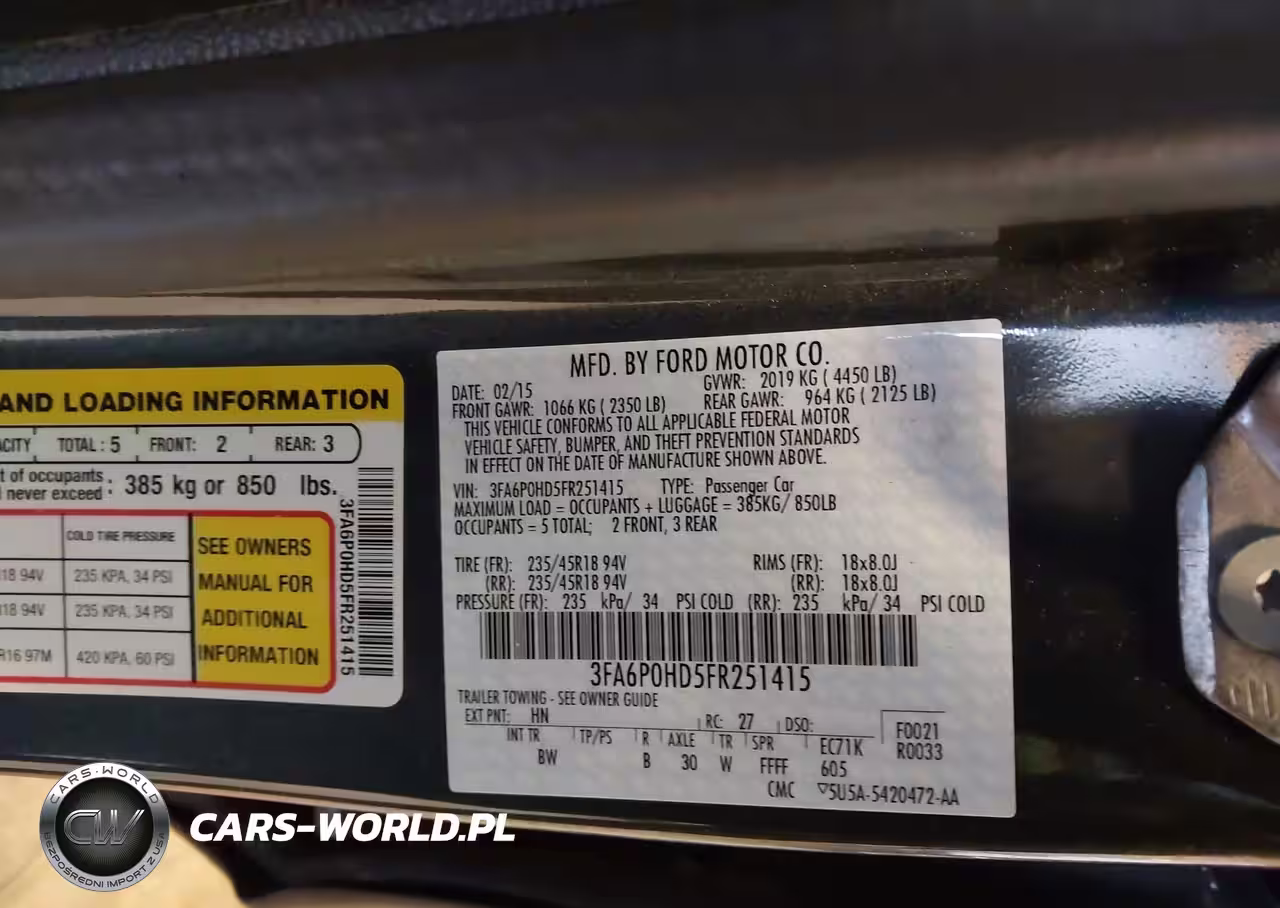 AND LOADING INFORMATION
TOTAL : 5 FRONT: 2 REAR: 3
t of occupants
never exceed : 385 kg or 850 lbs.
COLD TIRE PRESSURE
R18 94V 235 KPA, 34 PSI
R18 94V 235 KPA, 34 PSI
R16 97M 420 KPA, 60 PSI
SEE OWNERS
MANUAL FOR
ADDITIONAL
INFORMATION
3FA6P0HD5FR251415
MFD. BY FORD MOTOR CO.
DATE: 02/15 GVWR: 2019 KG ( 4450 LB)
FRONT GAWR: 1066 KG ( 2350 LB) REAR GAWR: 964 KG ( 2125 LB)
THIS VEHICLE CONFORMS TO ALL APPLICABLE FEDERAL MOTOR
VEHICLE SAFETY, BUMPER, AND THEFT PREVENTION STANDARDS
IN EFFECT ON THE DATE OF MANUFACTURE SHOWN ABOVE.
VIN: 3FA6P0HD5FR251415 TYPE: Passenger Car
MAXIMUM LOAD = OCCUPANTS + LUGGAGE = 385KG/ 850LB
OCCUPANTS = 5 TOTAL; 2 FRONT, 3 REAR
TIRE (FR): 235/45R18 94V RIMS (FR): 18x8.0J
(RR): 235/45R18 94V (RR): 18x8.0J
PRESSURE (FR): 235 kPa/ 34 PSI COLD (RR): 235 kPa/ 34 PSI COLD
3FA6P0HD5FR251415
TRAILER TOWING - SEE OWNER GUIDE
EXT PNT: HN RC: 27 DSO: F0021
INT TR TP/PS R AXLE TR SPR EC71K R0033
BW B 30 W FFFF 605
CMC ▽5U5A-5420472-AA
CARS-WORLD
CW
BEZPOŚREDNI IMPORT Z USA
CARS-WORLD.PL